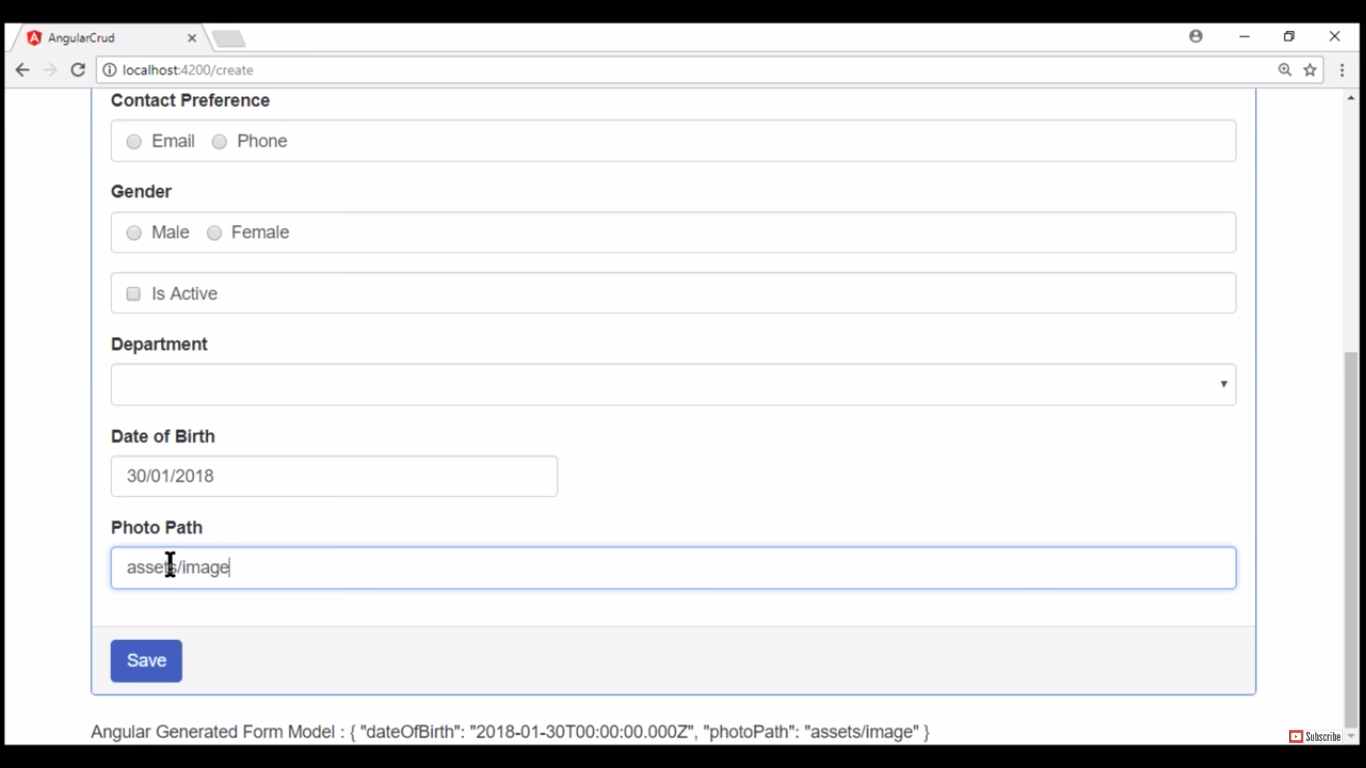 AngularCrud
localhost:4200/create
Contact Preference
Email Phone
Gender
Male Female
Is Active
Department
Date of Birth
30/01/2018
Photo Path
assets/image
Save
Angular Generated Form Model : { "dateOfBirth": "2018-01-30T00:00:00.000Z", "photoPath": "assets/image" }
Subscribe